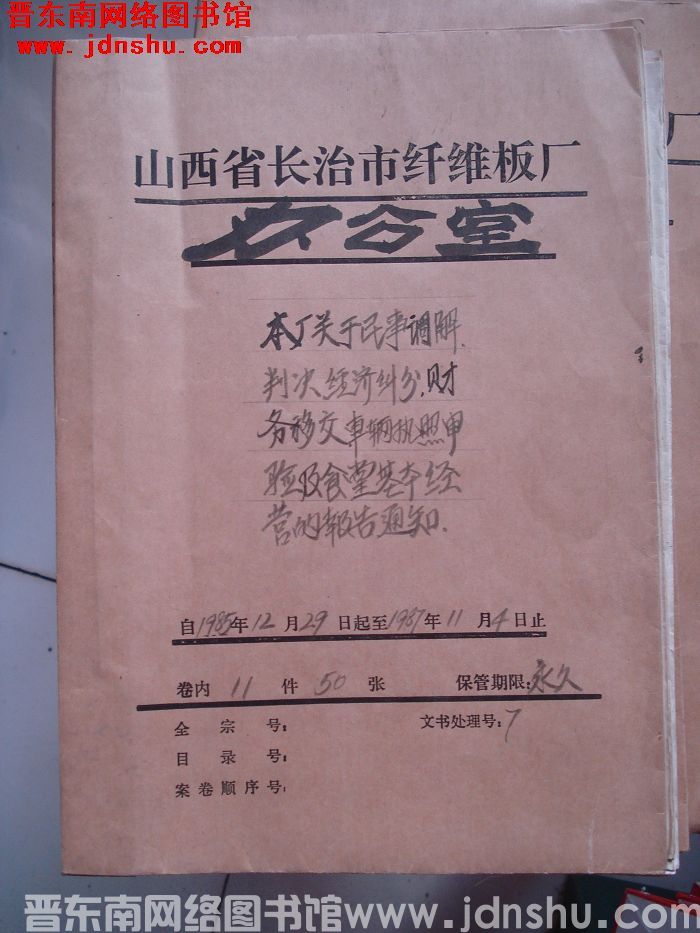 晋东南网络图书馆
www.jdnshu.com
山西省长治市纤维板厂
办公室
本厂关于民事调解.
判决经济纠分,财
务移交车辆执照申
验及食堂基本经
营的报告通知.
自1985年12月29日起至1987年11月4日止
卷内 11 件 50 张 保管期限:永久
全宗号: 文书处理号:7
目录号:
案卷顺序号:
厂
晋东南网络图书馆www.jdnshu.com